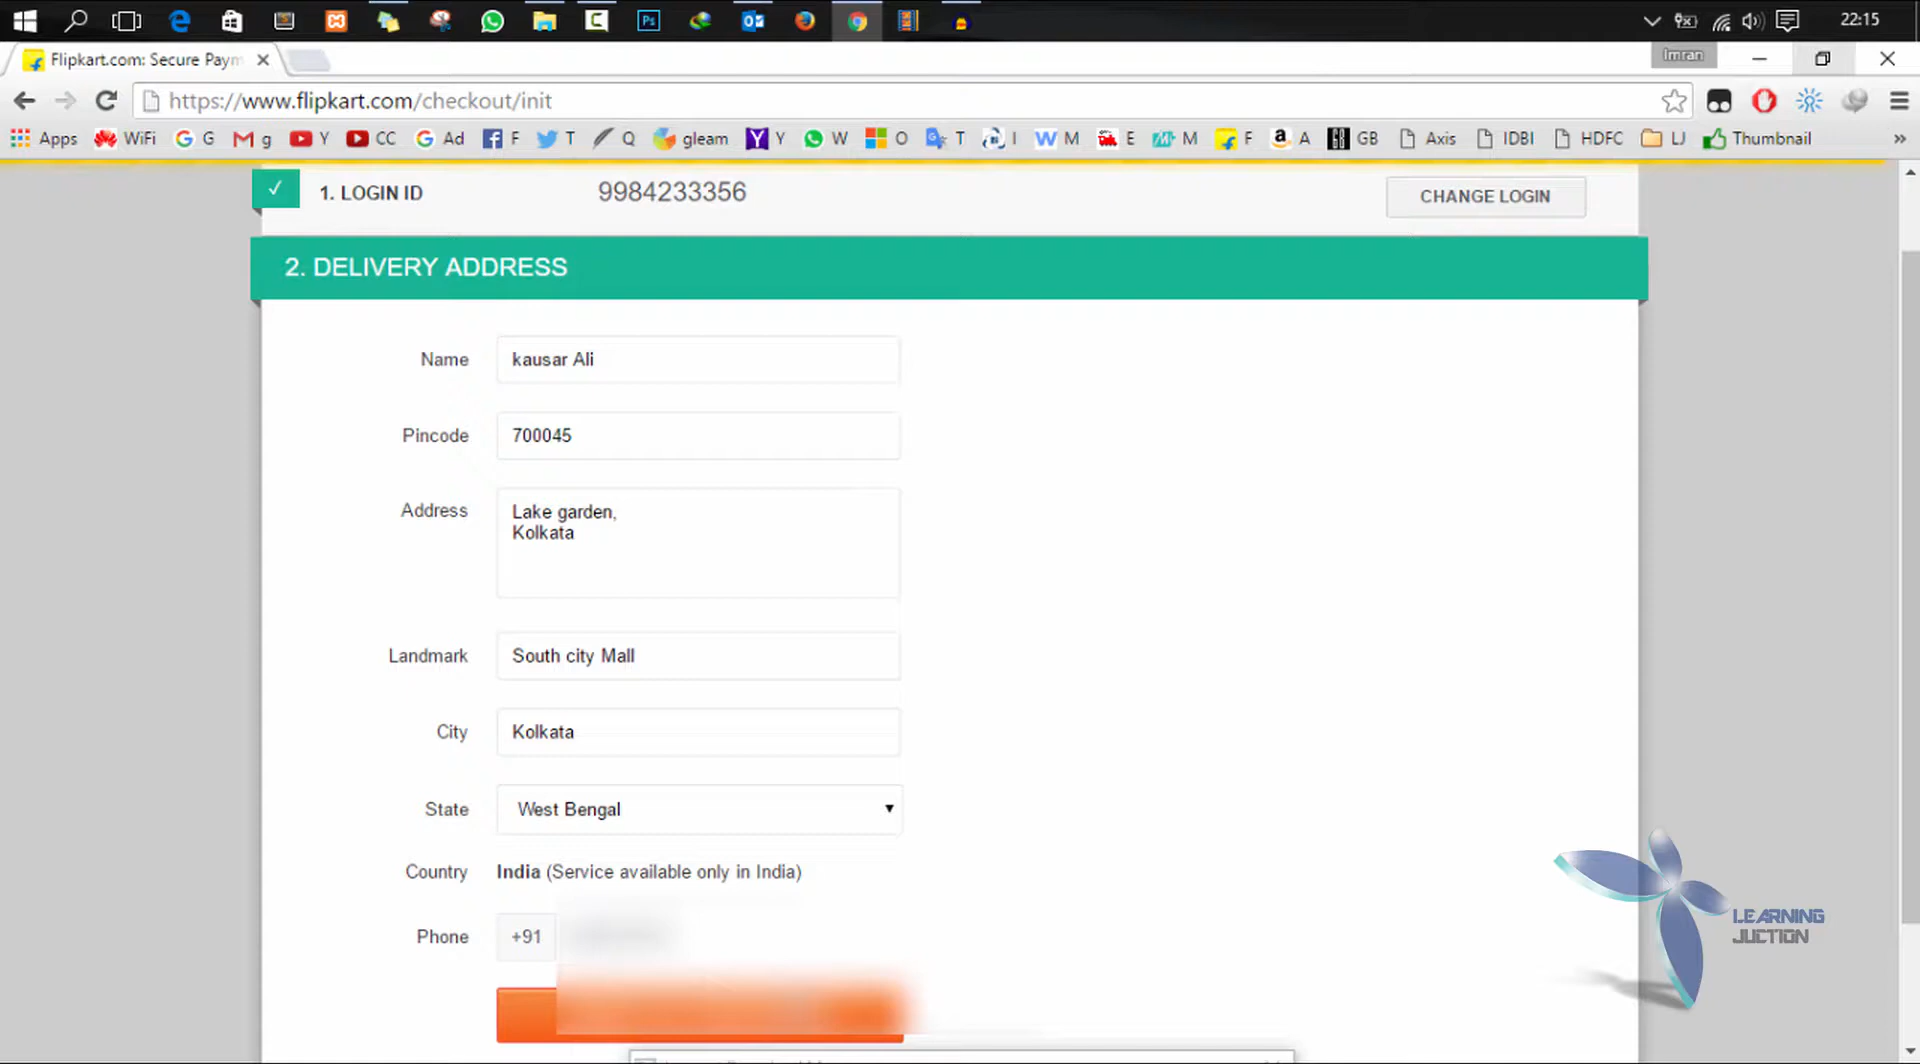 22:15
Flipkart.com: Secure Paym
Imran
https://www.flipkart.com/checkout/init
Apps WiFi G M g Y CC Ad F T Q gleam Y W O T I M E M F A GB Axis IDBI HDFC LJ Thumbnail »
1. LOGIN ID 9984233356 CHANGE LOGIN
2. DELIVERY ADDRESS
Name kausar Ali
Pincode 700045
Address Lake garden,
Kolkata
Landmark South city Mall
City Kolkata
State West Bengal
Country India (Service available only in India)
Phone +91
LEARNING
JUCTION